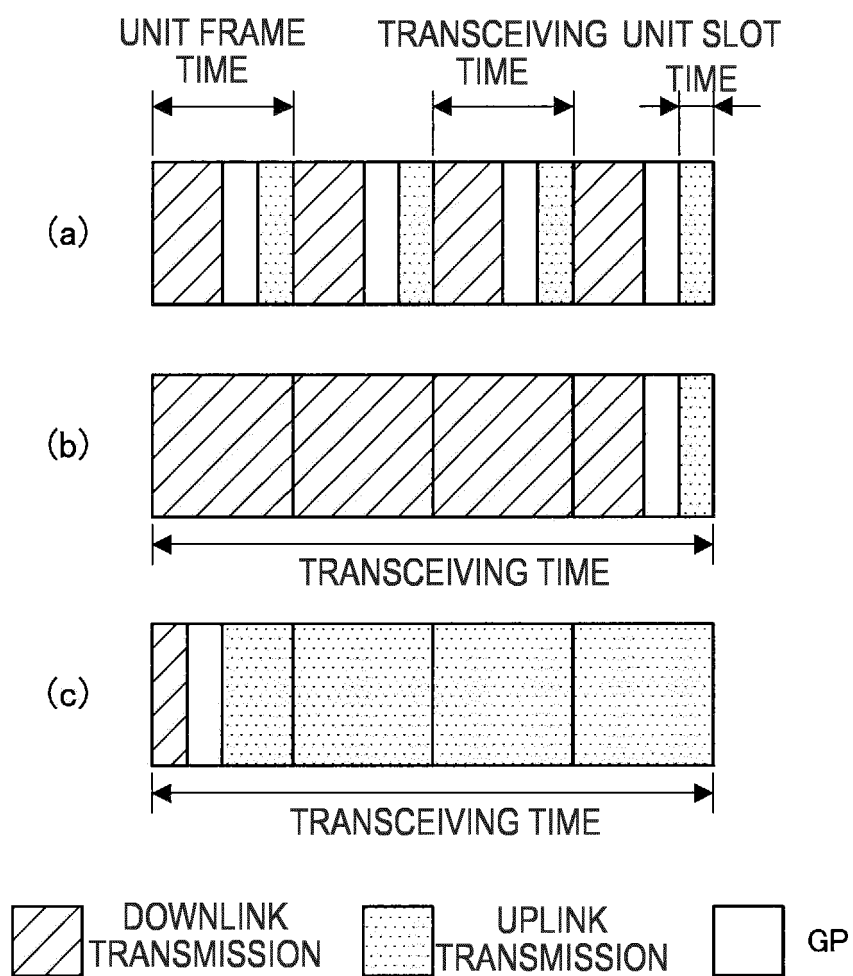 UNIT FRAME
TIME
TRANSCEIVING
TIME
UNIT SLOT
TIME
(a)
(b)
TRANSCEIVING TIME
(c)
TRANSCEIVING TIME
DOWNLINK
TRANSMISSION
UPLINK
TRANSMISSION
GP